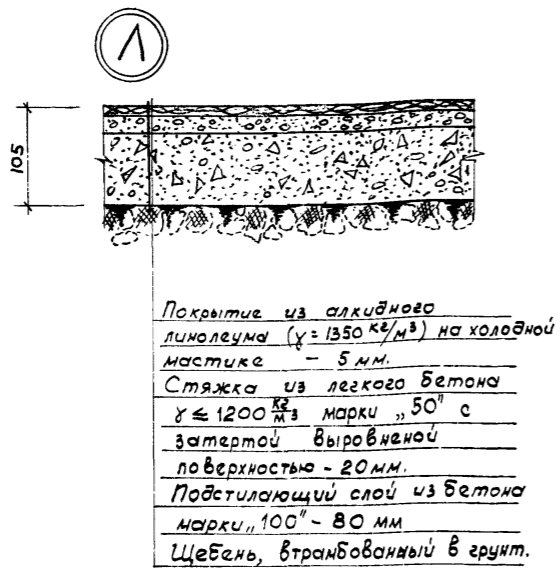 Л
105
Покрытие из алкидного
линолеума (γ=1350 кг/м³) на холодной
мастике - 5 мм.
Стяжка из легкого бетона
γ ≤ 1200 кг/м³ марки „50" с
затертой выровненой
поверхностью - 20 мм.
Подстилающий слой из бетона
марки „100" - 80 мм
Щебень, втрамбованный в грунт.